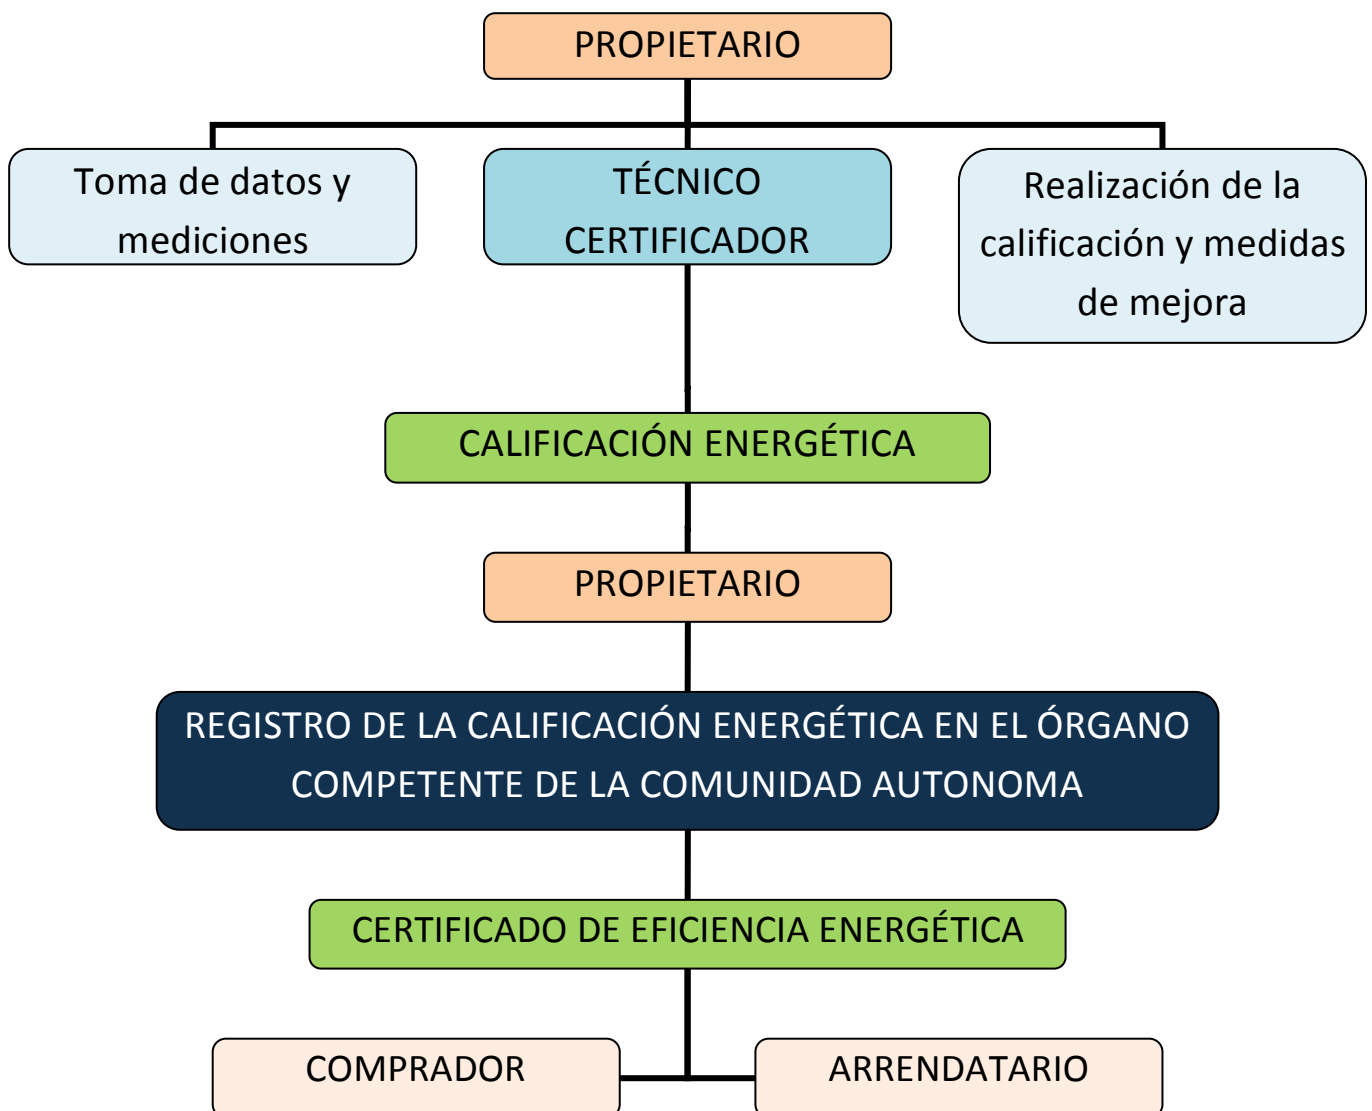 PROPIETARIO
Toma de datos y
mediciones
TÉCNICO
CERTIFICADOR
Realización de la
calificación y medidas
de mejora
CALIFICACIÓN ENERGÉTICA
PROPIETARIO
REGISTRO DE LA CALIFICACIÓN ENERGÉTICA EN EL ÓRGANO
COMPETENTE DE LA COMUNIDAD AUTONOMA
CERTIFICADO DE EFICIENCIA ENERGÉTICA
COMPRADOR
ARRENDATARIO